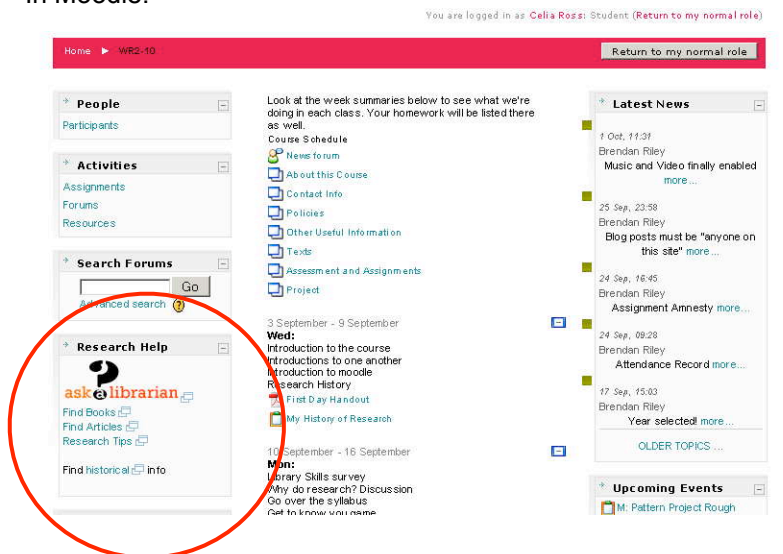 in Moodle.
You are logged in as Celia Ross: Student (Return to my normal role)
Home ► WR2-10
Return to my normal role
People
Participants
Activities
Assignments
Forums
Resources
Search Forums
Go
Advanced search
Research Help
ask a librarian
Find Books
Find Articles
Research Tips
Find historical info
Look at the week summaries below to see what we're
doing in each class. Your homework will be listed there
as well.
Course Schedule
News forum
About this Course
Contact Info
Policies
Other Useful Information
Texts
Assessment and Assignments
Project
3 September - 9 September
Wed:
Introduction to the course
Introductions to one another
Introduction to moodle
Research History
First Day Handout
My History of Research
10 September - 16 September
Mon:
Library Skills survey
Why do research? Discussion
Go over the syllabus
Get to know you game
Latest News
1 Oct, 11:31
Brendan Riley
Music and Video finally enabled
more...
25 Sep, 23:58
Brendan Riley
Blog posts must be "anyone on
this site" more...
24 Sep, 16:45
Brendan Riley
Assignment Amnesty more...
24 Sep, 09:28
Brendan Riley
Attendance Record more...
17 Sep, 15:03
Brendan Riley
Year selected! more...
OLDER TOPICS ...
Upcoming Events
M: Pattern Project Rough